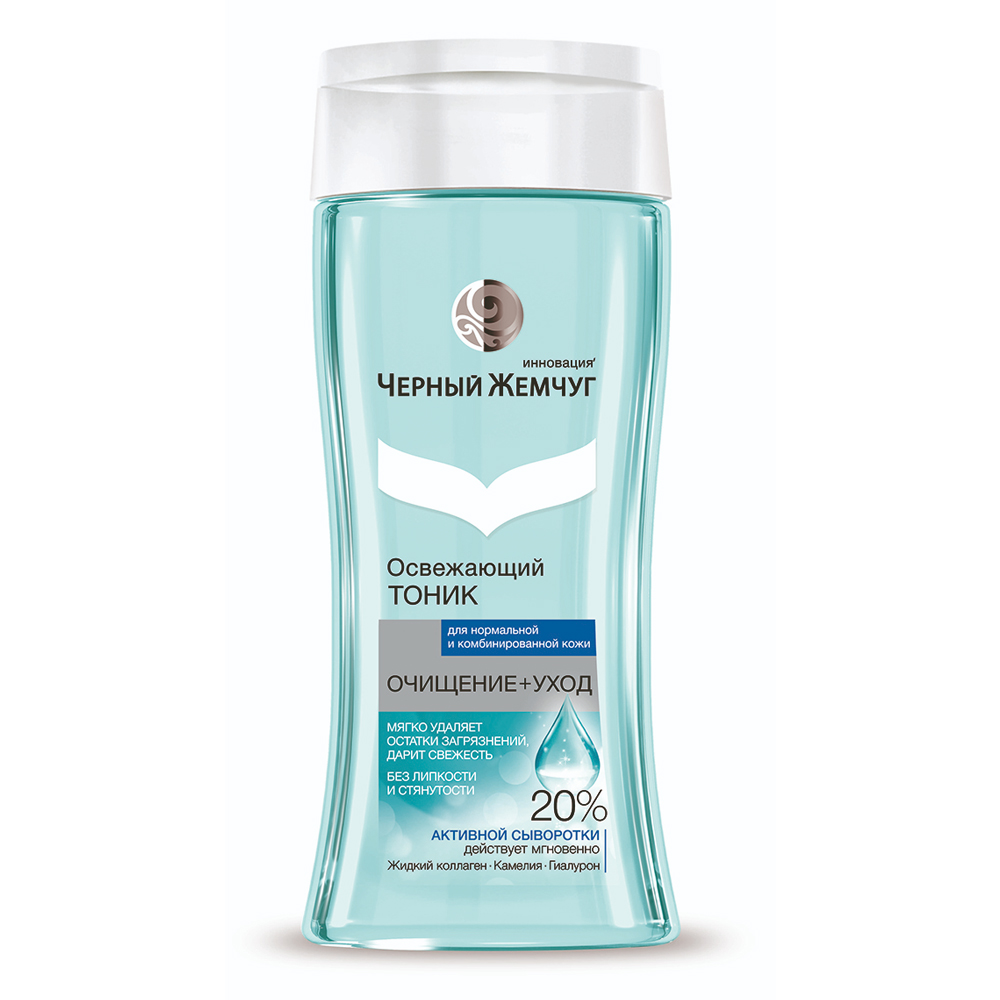 инновация'
ЧЕРНЫЙ ЖЕМЧУГ
Освежающий
ТОНИК
для нормальной
и комбинированной кожи
ОЧИЩЕНИЕ+УХОД
МЯГКО УДАЛЯЕТ
ОСТАТКИ ЗАГРЯЗНЕНИЙ,
ДАРИТ СВЕЖЕСТЬ
БЕЗ ЛИПКОСТИ
И СТЯНУТОСТИ
20%
АКТИВНОЙ СЫВОРОТКИ
действует мгновенно
Жидкий коллаген·Камелия·Гиалурон